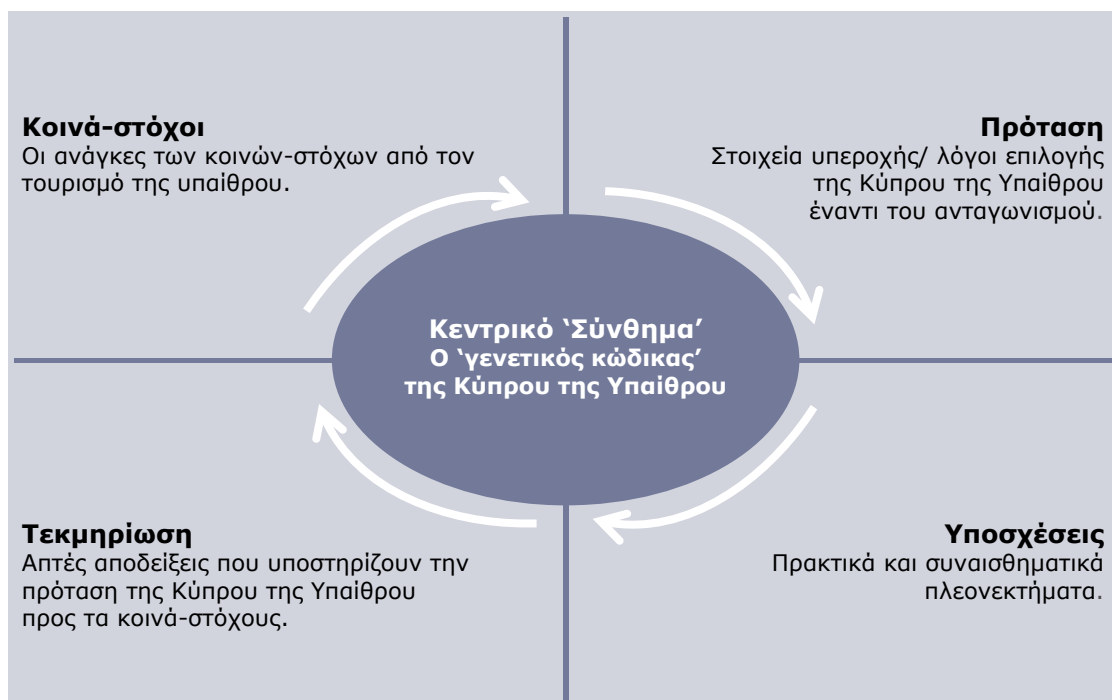 Κοινά-στόχοι
Οι ανάγκες των κοινών-στόχων από τον
τουρισμό της υπαίθρου.
Πρόταση
Στοιχεία υπεροχής/ λόγοι επιλογής
της Κύπρου της Υπαίθρου
έναντι του ανταγωνισμού.
Κεντρικό ‘Σύνθημα’
Ο ‘γενετικός κώδικας’
της Κύπρου της Υπαίθρου
Τεκμηρίωση
Απτές αποδείξεις που υποστηρίζουν την
πρόταση της Κύπρου της Υπαίθρου
προς τα κοινά-στόχους.
Υποσχέσεις
Πρακτικά και συναισθηματικά
πλεονεκτήματα.